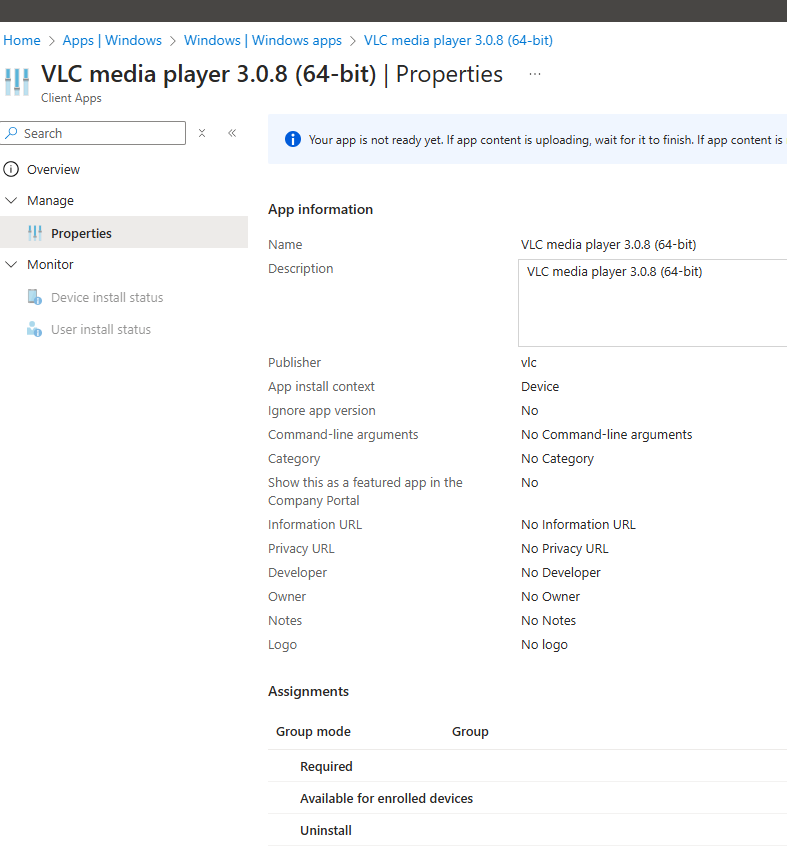 Home > Apps | Windows > Windows | Windows apps > VLC media player 3.0.8 (64-bit)
VLC media player 3.0.8 (64-bit) | Properties ...
Client Apps
Search
Your app is not ready yet. If app content is uploading, wait for it to finish. If app content is
Overview
Manage
Properties
Monitor
Device install status
User install status
App information
Name VLC media player 3.0.8 (64-bit)
Description VLC media player 3.0.8 (64-bit)
Publisher vlc
App install context Device
Ignore app version No
Command-line arguments No Command-line arguments
Category No Category
Show this as a featured app in the No
Company Portal
Information URL No Information URL
Privacy URL No Privacy URL
Developer No Developer
Owner No Owner
Notes No Notes
Logo No logo
Assignments
Group mode Group
Required
Available for enrolled devices
Uninstall